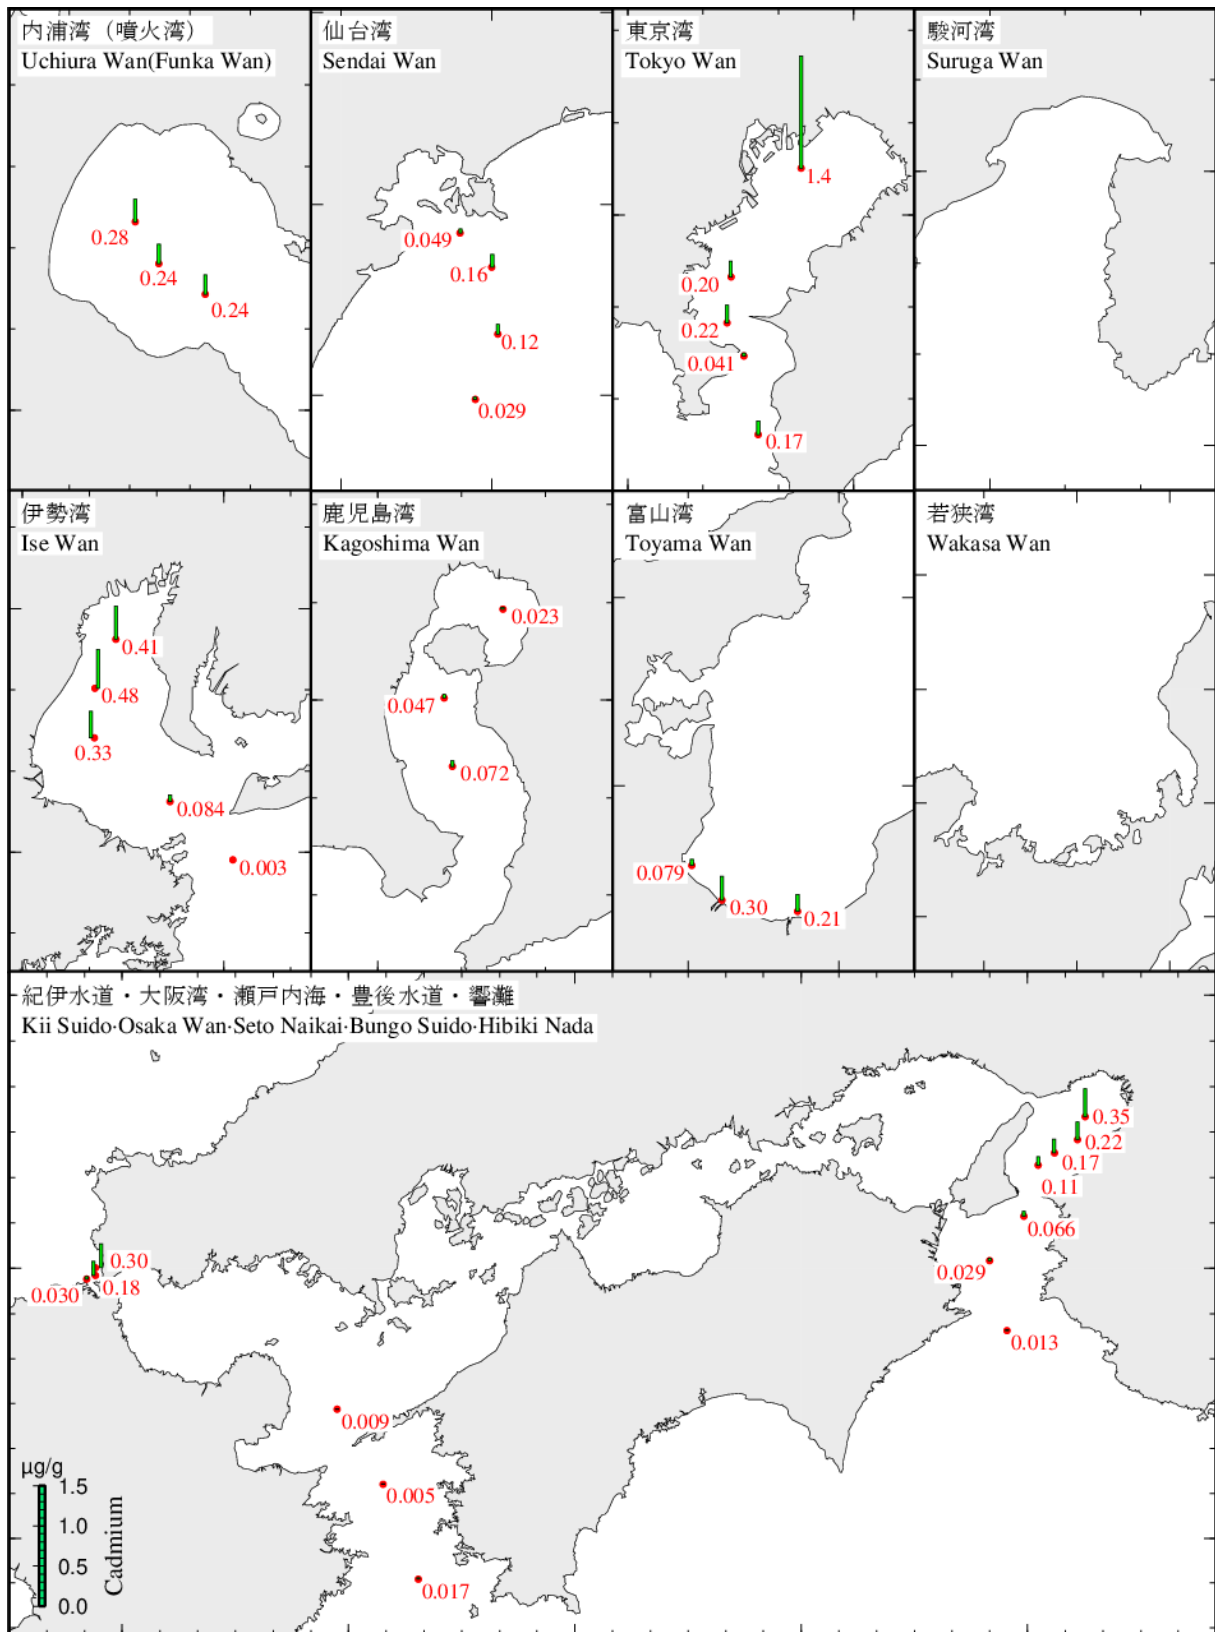 内浦湾（噴火湾）
Uchiura Wan(Funka Wan)
0.28
0.24
0.24
仙台湾
Sendai Wan
0.049
0.16
0.12
0.029
東京湾
Tokyo Wan
1.4
0.20
0.22
0.041
0.17
駿河湾
Suruga Wan
伊勢湾
Ise Wan
0.41
0.48
0.33
0.084
0.003
鹿児島湾
Kagoshima Wan
0.023
0.047
0.072
富山湾
Toyama Wan
0.079
0.30
0.21
若狭湾
Wakasa Wan
紀伊水道・大阪湾・瀬戸内海・豊後水道・響灘
Kii Suido·Osaka Wan·Seto Naikai·Bungo Suido·Hibiki Nada
0.35
0.22
0.17
0.11
0.066
0.029
0.013
0.30
0.18
0.030
0.009
0.005
0.017
μg/g
1.5
1.0
0.5
0.0
Cadmium